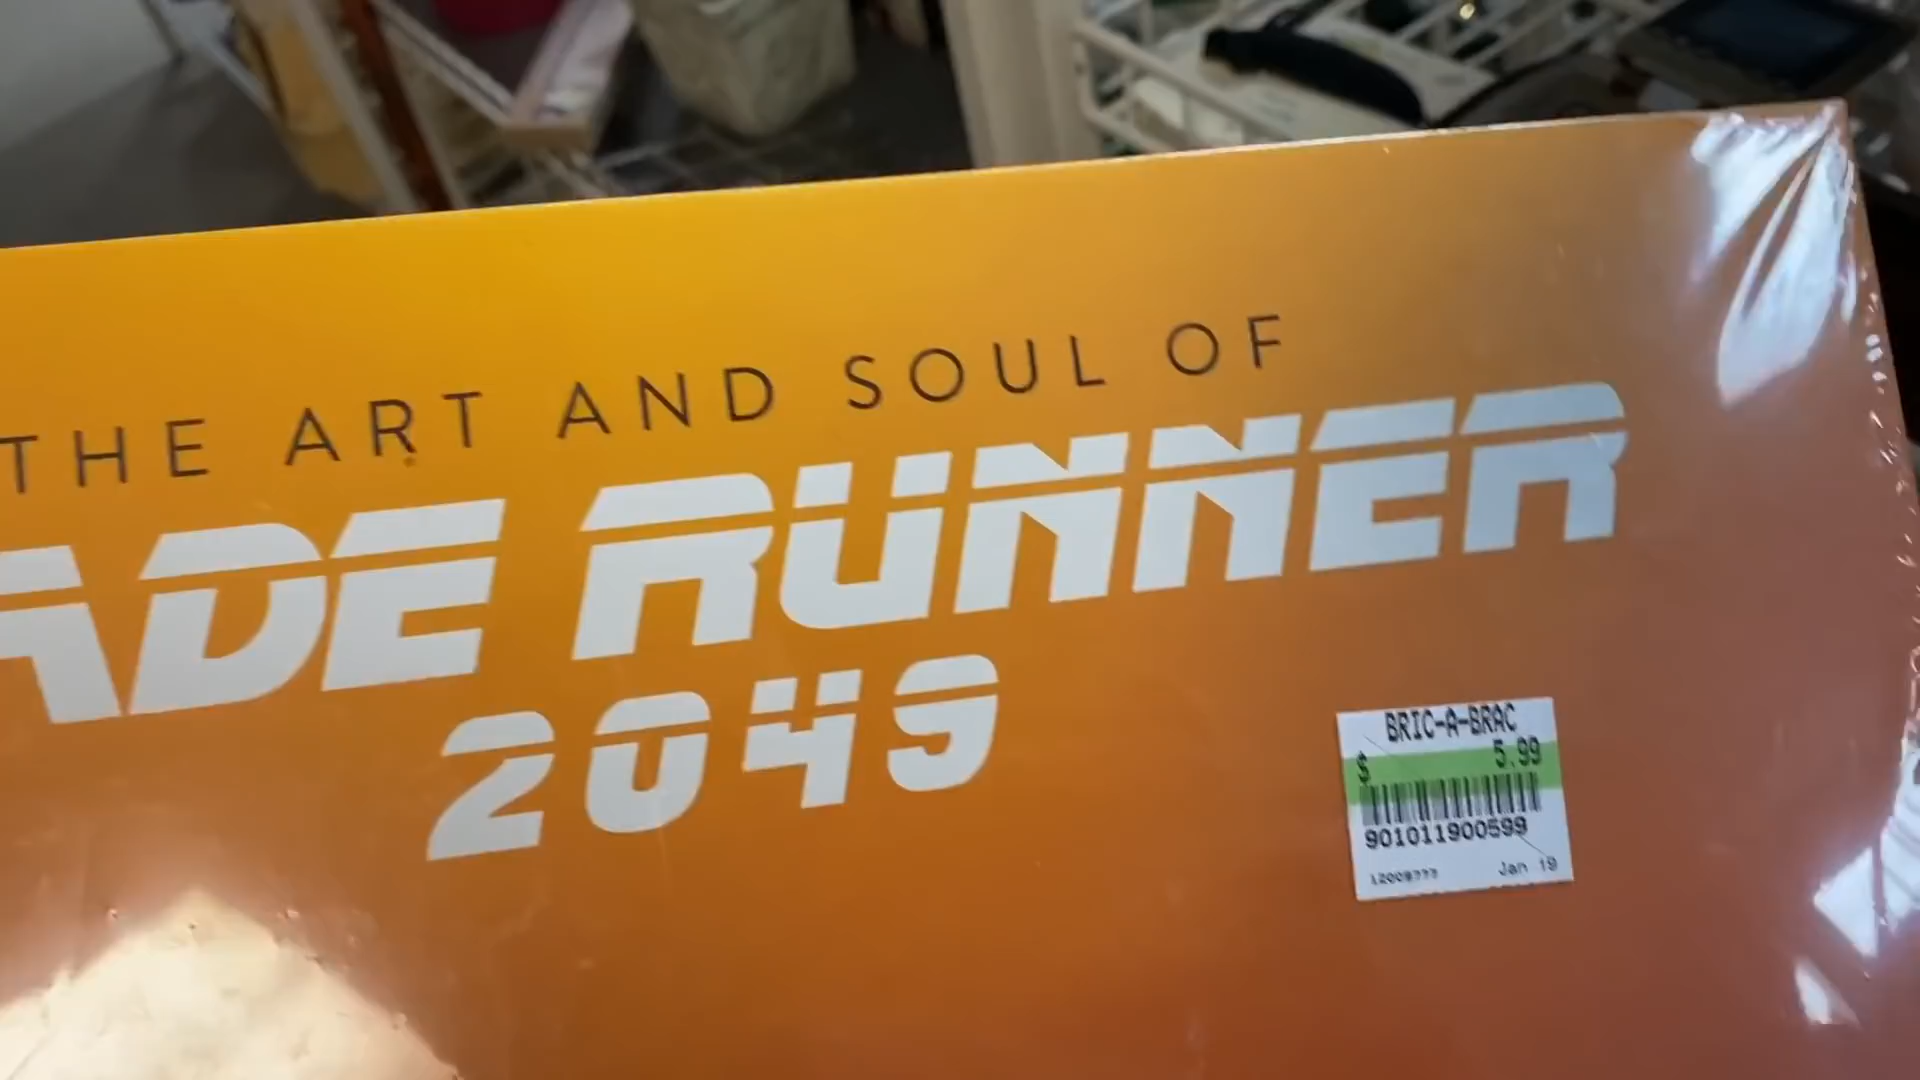 THE ART AND SOUL OF
ADE RUNNER
2049
BRIC-A-BRAC
$ 5.99
901011900599
Jan 19